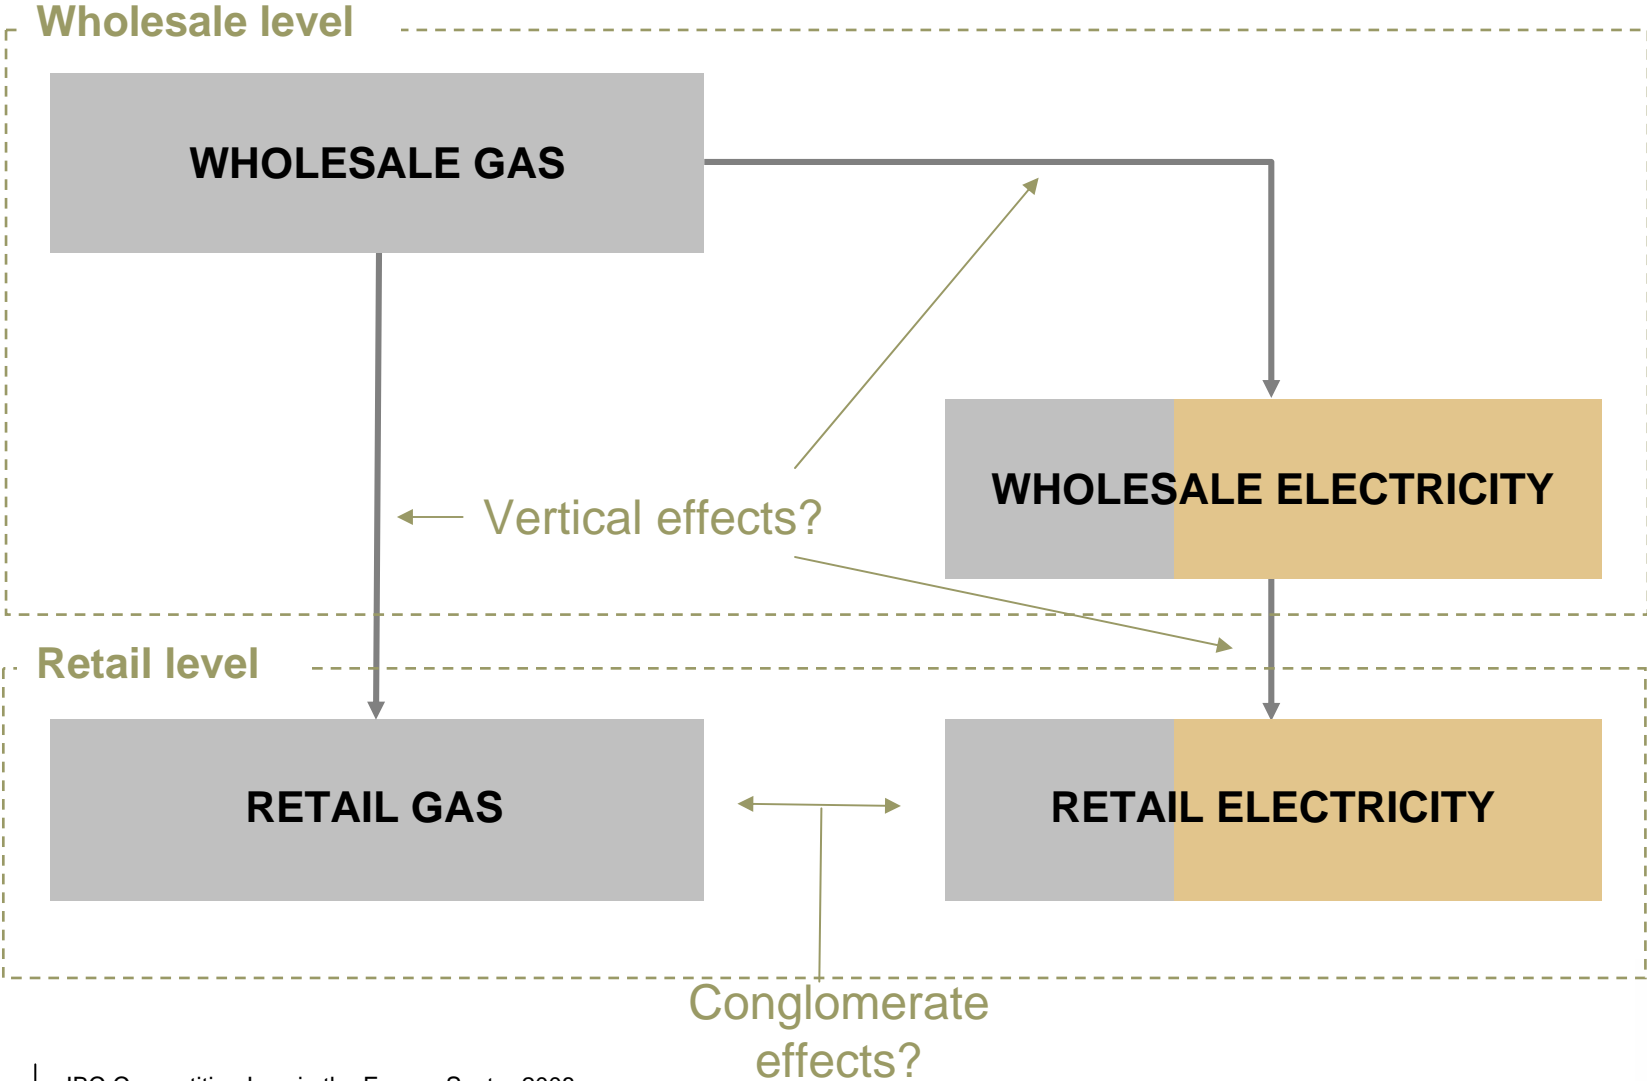 Wholesale level
WHOLESALE GAS
WHOLESALE ELECTRICITY
Vertical effects?
Retail level
RETAIL GAS
RETAIL ELECTRICITY
Conglomerate
effects?